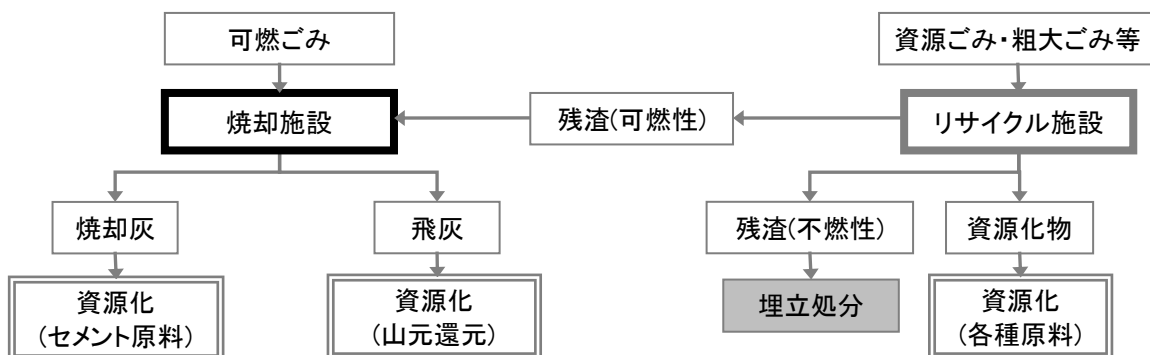 可燃ごみ
資源ごみ・粗大ごみ等
焼却施設
残渣(可燃性)
リサイクル施設
焼却灰
飛灰
残渣(不燃性)
資源化物
資源化
(セメント原料)
資源化
(山元還元)
埋立処分
資源化
(各種原料)